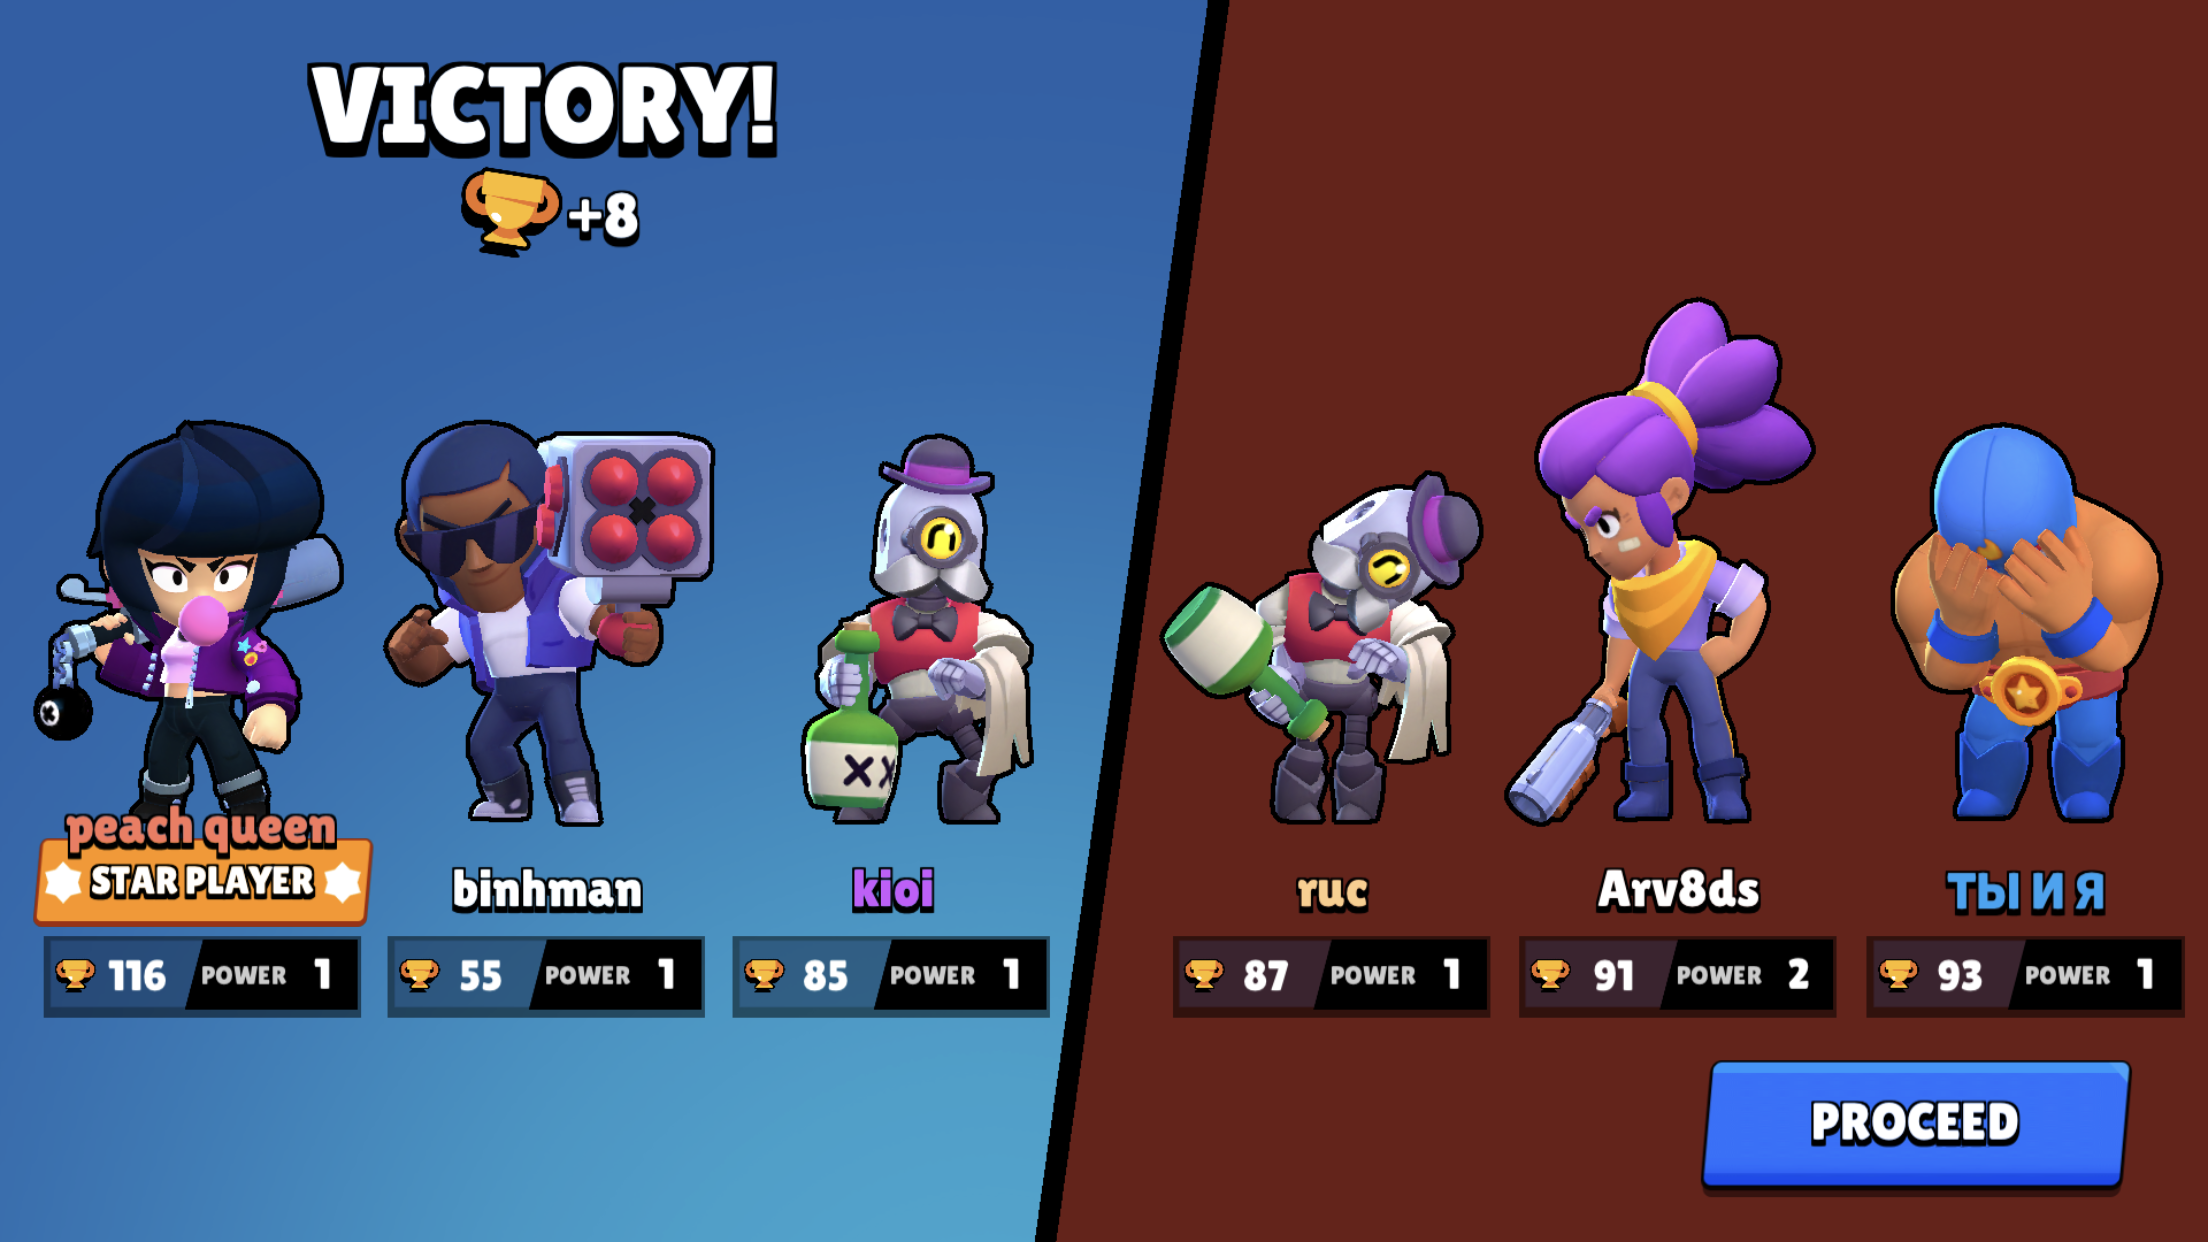 VICTORY!
+8
peach queen
STAR PLAYER
116 POWER 1
binhman
55 POWER 1
kioi
XX
85 POWER 1
ruc
87 POWER 1
Arv8ds
91 POWER 2
ТЫ И Я
93 POWER 1
PROCEED